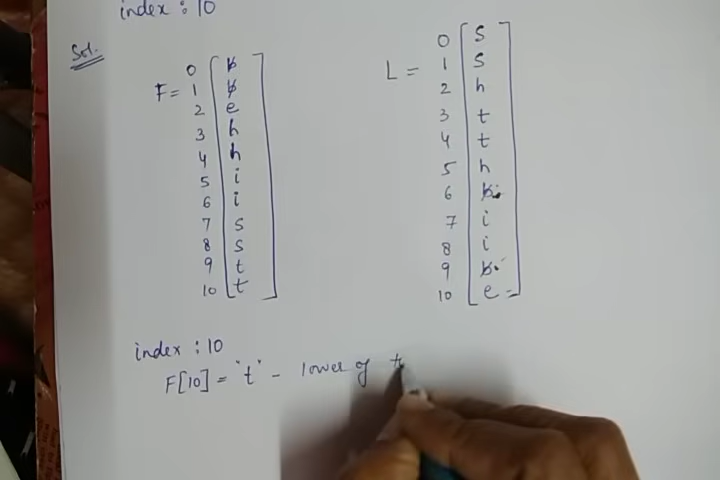 index : 10
Sol.
F =
0 b
1 b
2 e
3 h
4 h
5 i
6 i
7 s
8 s
9 t
10 t
L =
0 s
1 s
2 h
3 t
4 t
5 h
6 b
7 i
8 i
9 b
10 e
index : 10
F[10] = "t" - lower of t